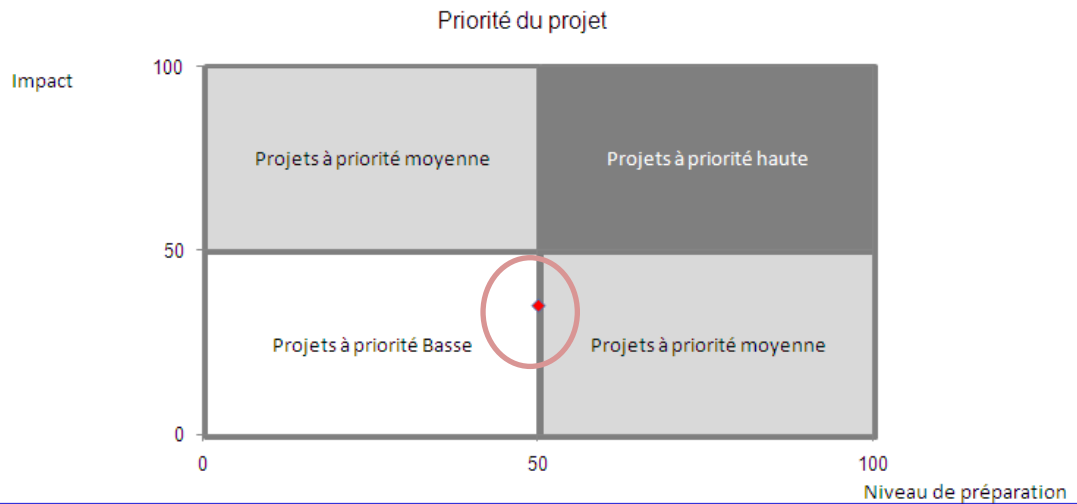 Priorité du projet
Impact
100
Projets à priorité moyenne
Projets à priorité haute
50
Projets à priorité Basse
Projets à priorité moyenne
0
0
50
100
Niveau de préparation